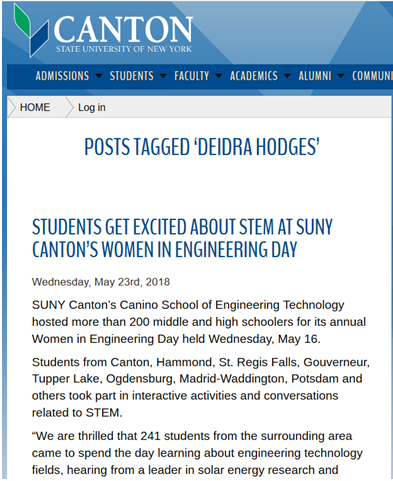 CANTON
STATE UNIVERSITY OF NEW YORK
ADMISSIONS STUDENTS FACULTY ACADEMICS ALUMNI COMMUNI
HOME Log in
POSTS TAGGED ‘DEIDRA HODGES’
STUDENTS GET EXCITED ABOUT STEM AT SUNY
CANTON’S WOMEN IN ENGINEERING DAY
Wednesday, May 23rd, 2018
SUNY Canton’s Canino School of Engineering Technology
hosted more than 200 middle and high schoolers for its annual
Women in Engineering Day held Wednesday, May 16.
Students from Canton, Hammond, St. Regis Falls, Gouverneur,
Tupper Lake, Ogdensburg, Madrid-Waddington, Potsdam and
others took part in interactive activities and conversations
related to STEM.
“We are thrilled that 241 students from the surrounding area
came to spend the day learning about engineering technology
fields, hearing from a leader in solar energy research and